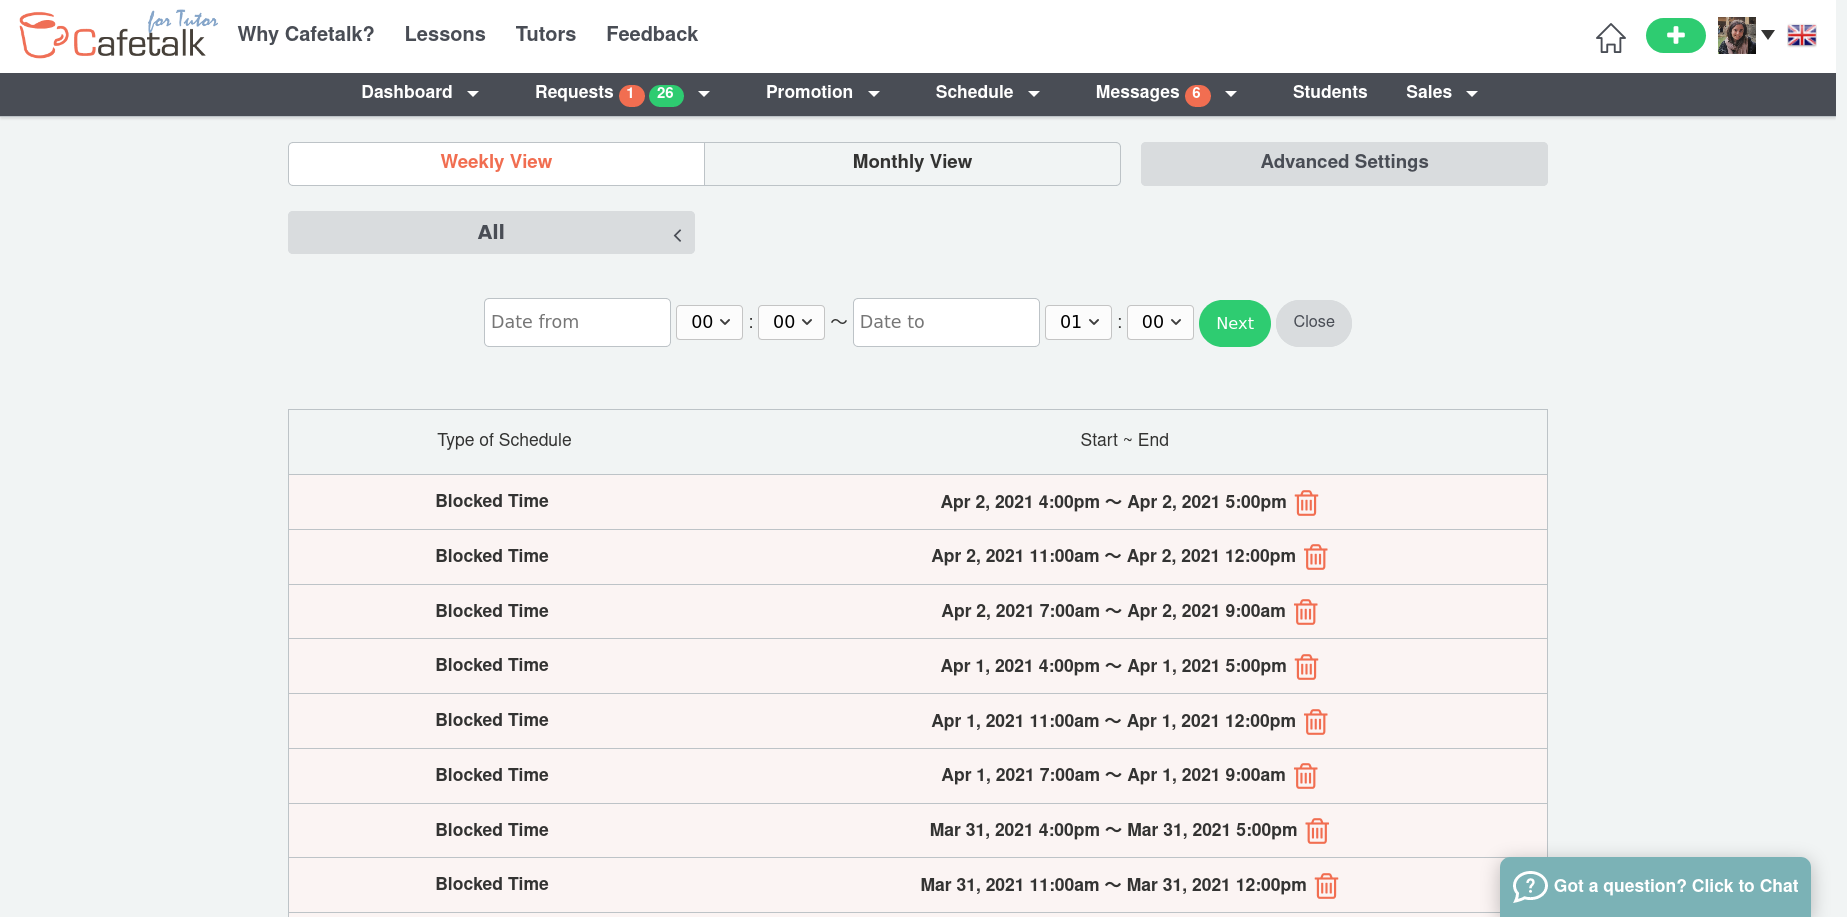 for Tutor
Cafetalk
Why Cafetalk? Lessons Tutors Feedback
Dashboard Requests 1 26 Promotion Schedule Messages 6 Students Sales
Weekly View Monthly View Advanced Settings
All
Date from 00 : 00 ～ Date to 01 : 00 Next Close
Type of Schedule Start ~ End
Blocked Time Apr 2, 2021 4:00pm ～ Apr 2, 2021 5:00pm
Blocked Time Apr 2, 2021 11:00am ～ Apr 2, 2021 12:00pm
Blocked Time Apr 2, 2021 7:00am ～ Apr 2, 2021 9:00am
Blocked Time Apr 1, 2021 4:00pm ～ Apr 1, 2021 5:00pm
Blocked Time Apr 1, 2021 11:00am ～ Apr 1, 2021 12:00pm
Blocked Time Apr 1, 2021 7:00am ～ Apr 1, 2021 9:00am
Blocked Time Mar 31, 2021 4:00pm ～ Mar 31, 2021 5:00pm
Blocked Time Mar 31, 2021 11:00am ～ Mar 31, 2021 12:00pm
Got a question? Click to Chat